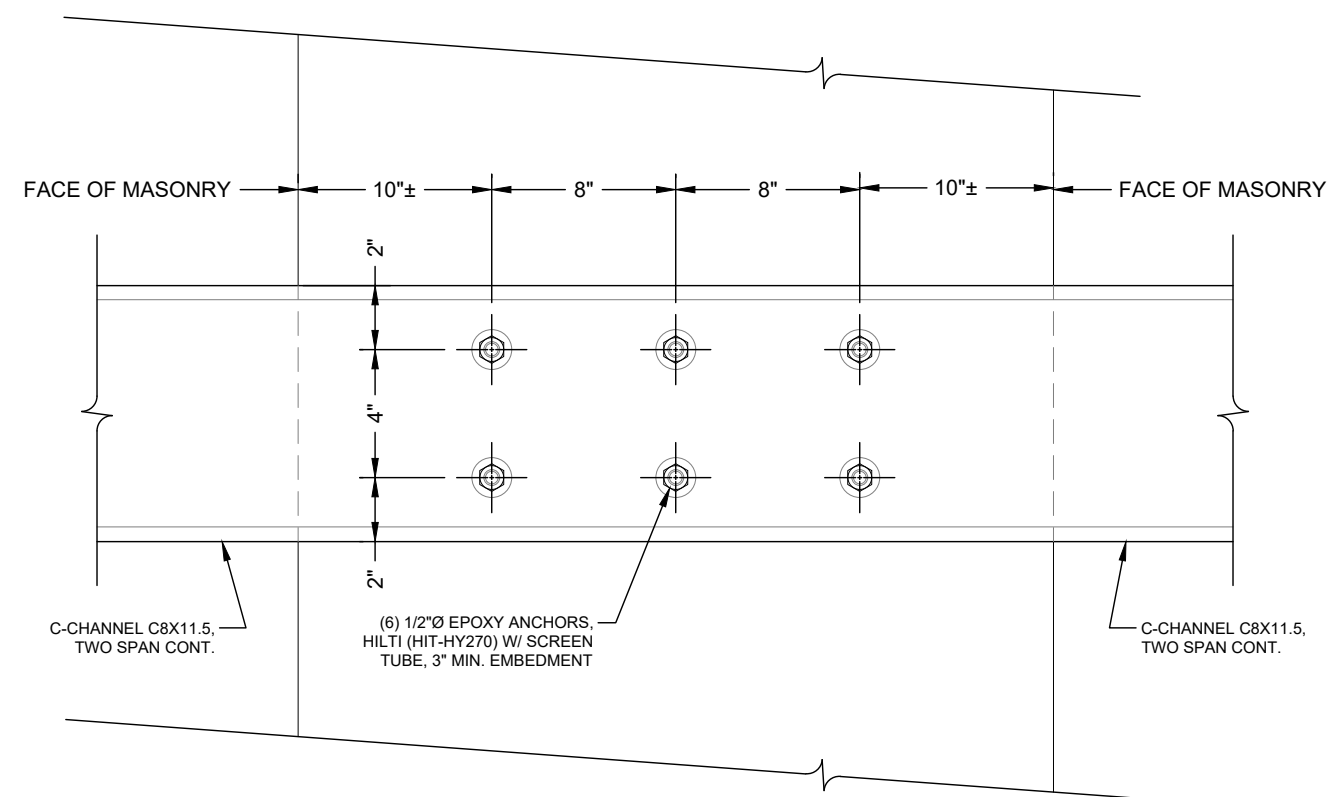 FACE OF MASONRY
10"±
8"
8"
10"±
FACE OF MASONRY
2"
4"
2"
C-CHANNEL C8X11.5,
TWO SPAN CONT.
(6) 1/2"Ø EPOXY ANCHORS,
HILTI (HIT-HY270) W/ SCREEN
TUBE, 3" MIN. EMBEDMENT
C-CHANNEL C8X11.5,
TWO SPAN CONT.